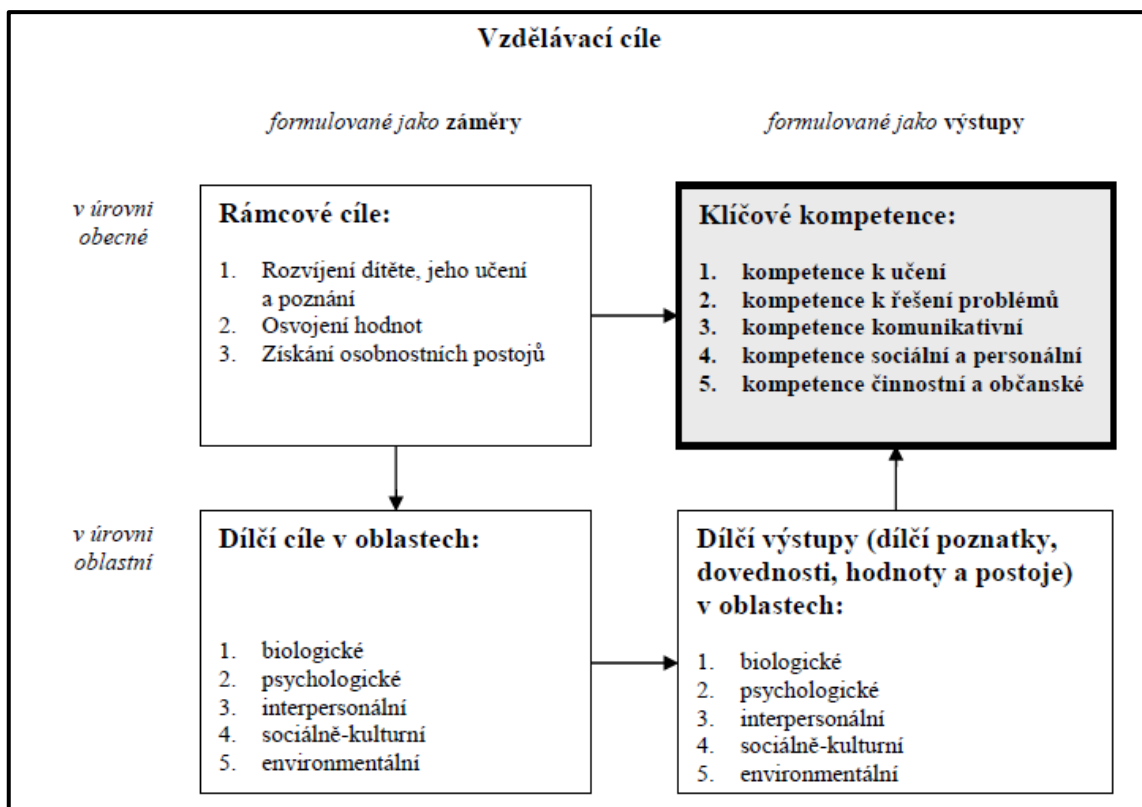 Vzdělávací cíle
formulované jako záměry
formulované jako výstupy
v úrovni
obecné
Rámcové cíle:
1. Rozvíjení dítěte, jeho učení
a poznání
2. Osvojení hodnot
3. Získání osobnostních postojů
Klíčové kompetence:
1. kompetence k učení
2. kompetence k řešení problémů
3. kompetence komunikativní
4. kompetence sociální a personální
5. kompetence činnostní a občanské
v úrovni
oblastní
Dílčí cíle v oblastech:
1. biologické
2. psychologické
3. interpersonální
4. sociálně-kulturní
5. environmentální
Dílčí výstupy (dílčí poznatky,
dovednosti, hodnoty a postoje)
v oblastech:
1. biologické
2. psychologické
3. interpersonální
4. sociálně-kulturní
5. environmentální